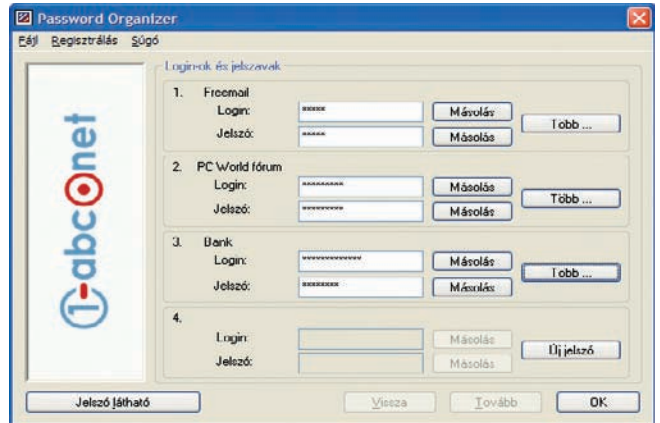 Password Organizer
Fájl Regisztrálás Súgó
1-abconet
Login-ok és jelszavak
1. Freemail
Login: ***** Másolás
Jelszó: ***** Másolás
Több ...
2. PC World fórum
Login: ********* Másolás
Jelszó: ********* Másolás
Több ...
3. Bank
Login: ************* Másolás
Jelszó: ******** Másolás
Több ...
4.
Login: Másolás
Jelszó: Másolás
Új jelszó
Jelszó látható Vissza Tovább OK